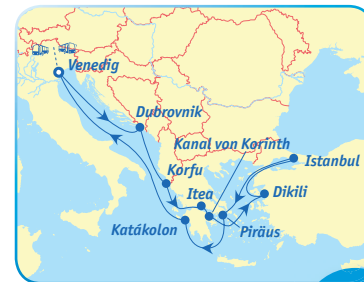 Venedig
Dubrovnik
Kanal von Korinth
Korfu
Istanbul
Itea
Dikili
Katákolon
Piräus